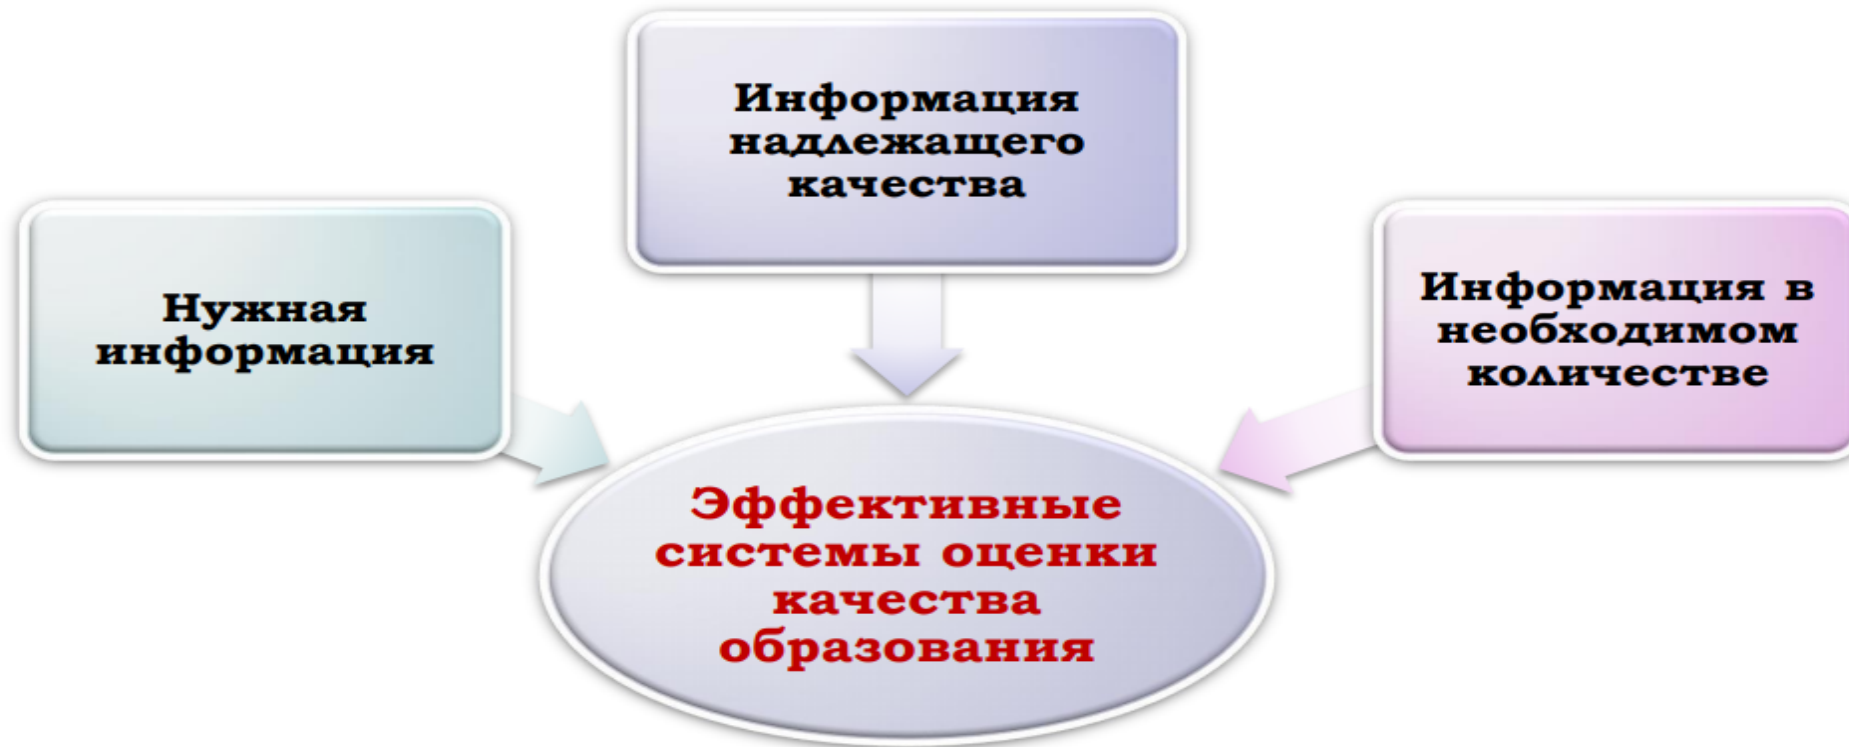 Информация
надлежащего
качества
Нужная
информация
Информация в
необходимом
количестве
Эффективные
системы оценки
качества
образования